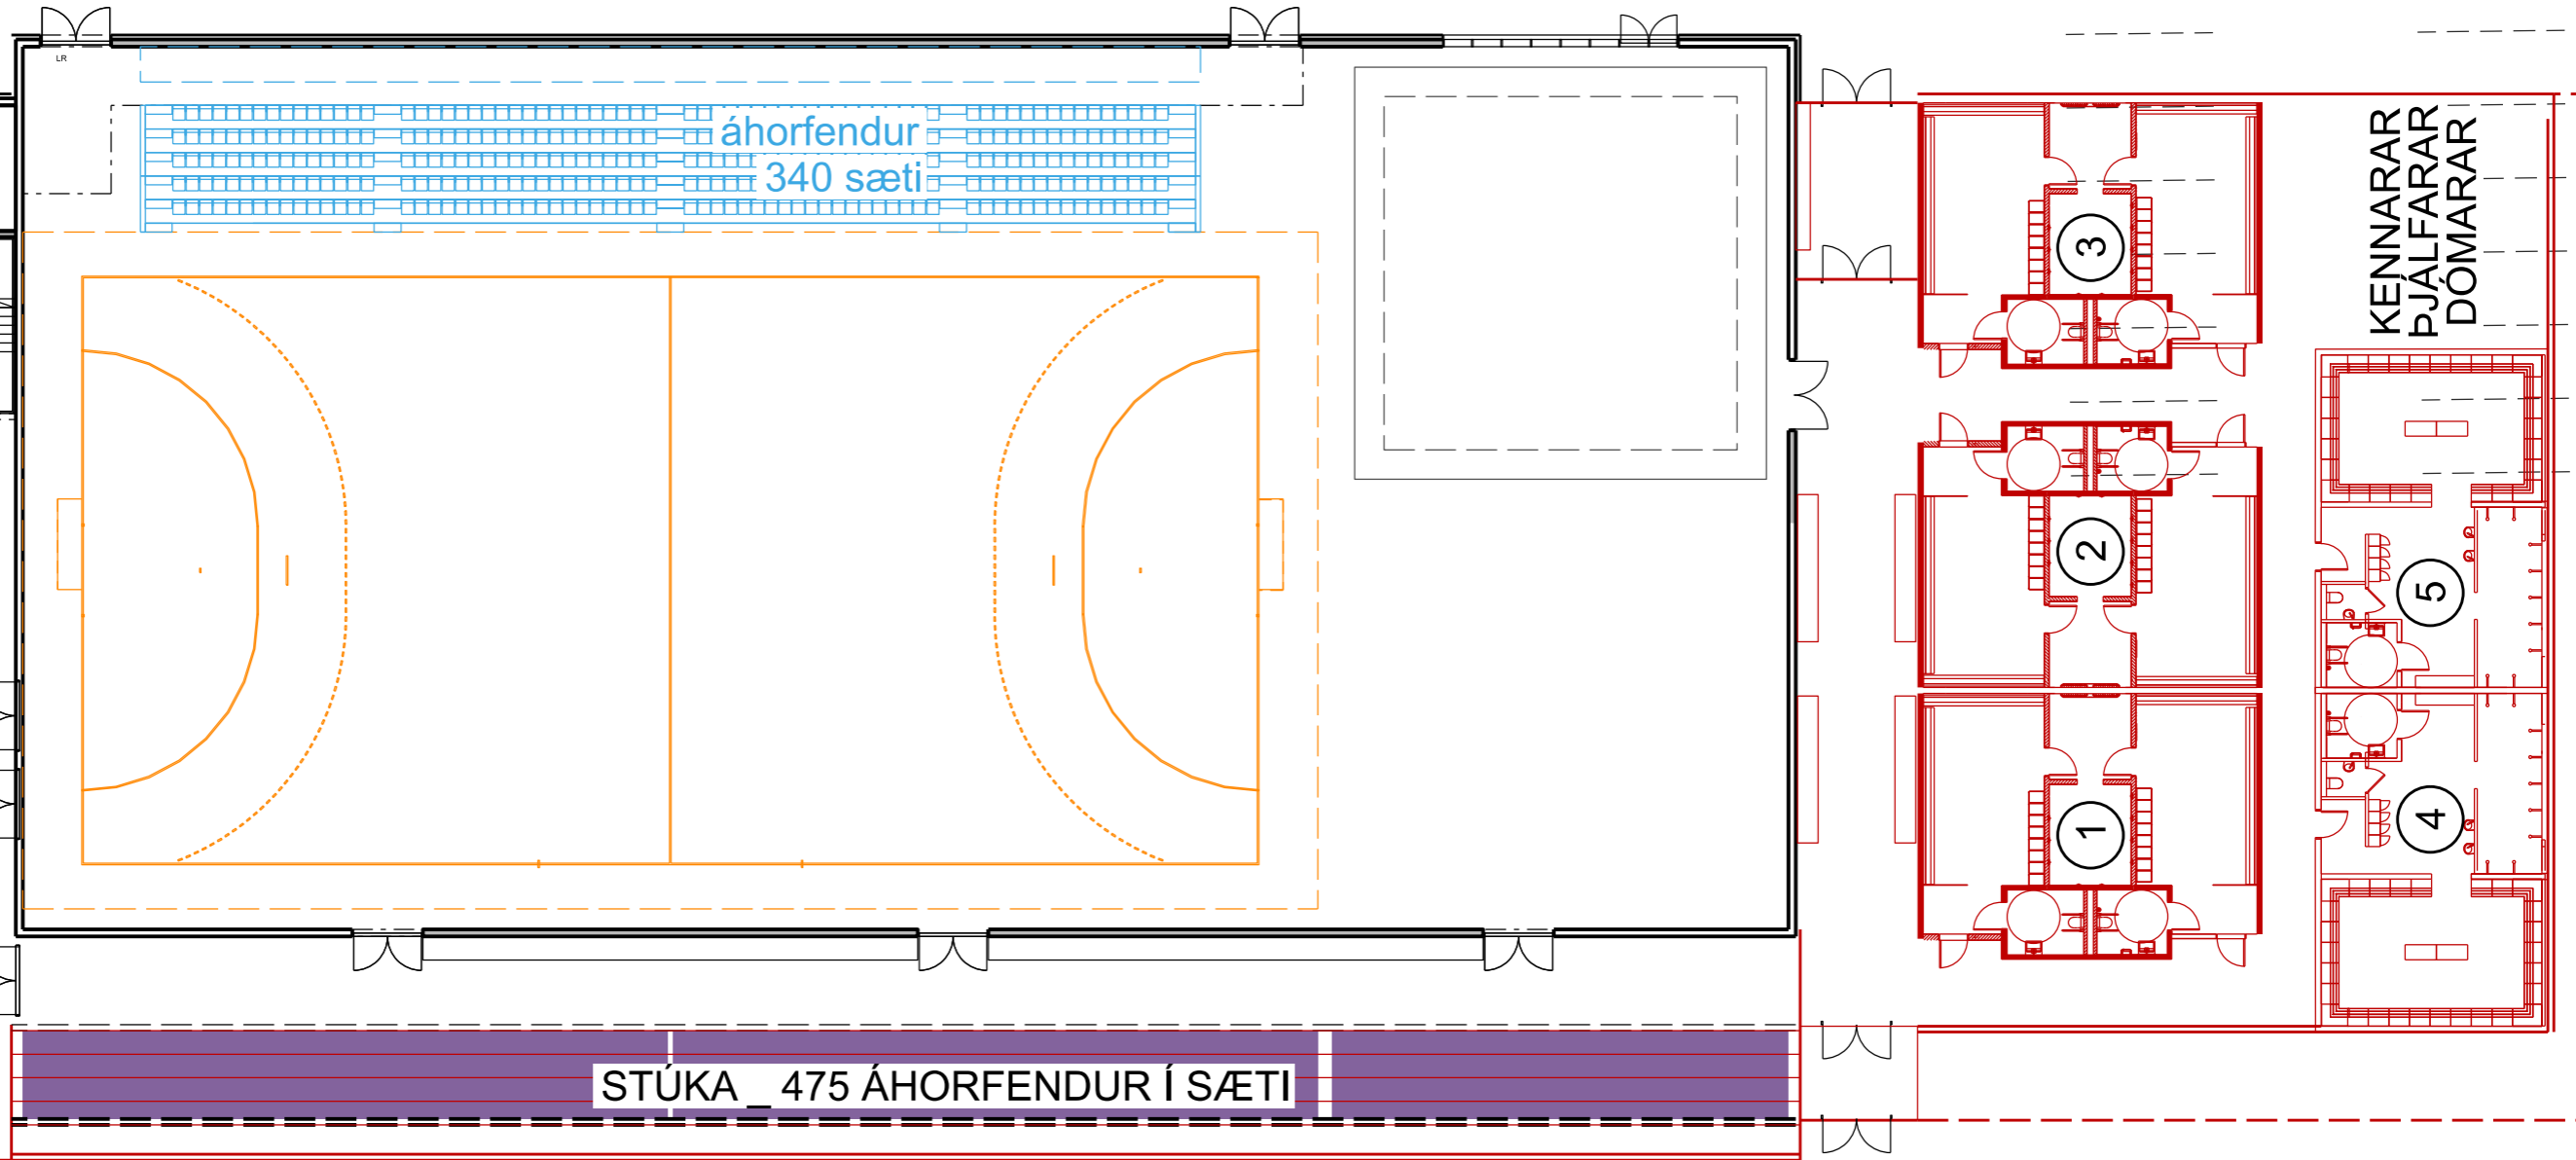 LR
áhorfendur
340 sæti
KENNARAR
ÞJÁLFARAR
DÓMARAR
3
2
5
1
4
STÚKA _ 475 ÁHORFENDUR Í SÆTI